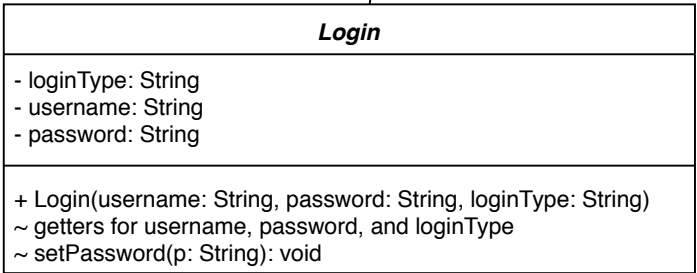 Login
- loginType: String
- username: String
- password: String
+ Login(username: String, password: String, loginType: String)
~ getters for username, password, and loginType
~ setPassword(p: String): void